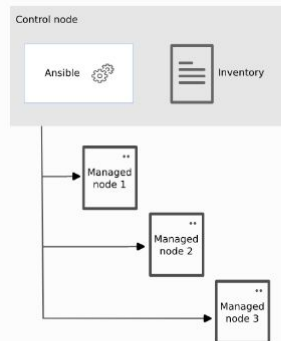 Control node
Ansible
Inventory
Managed
node 1
Managed
node 2
Managed
node 3